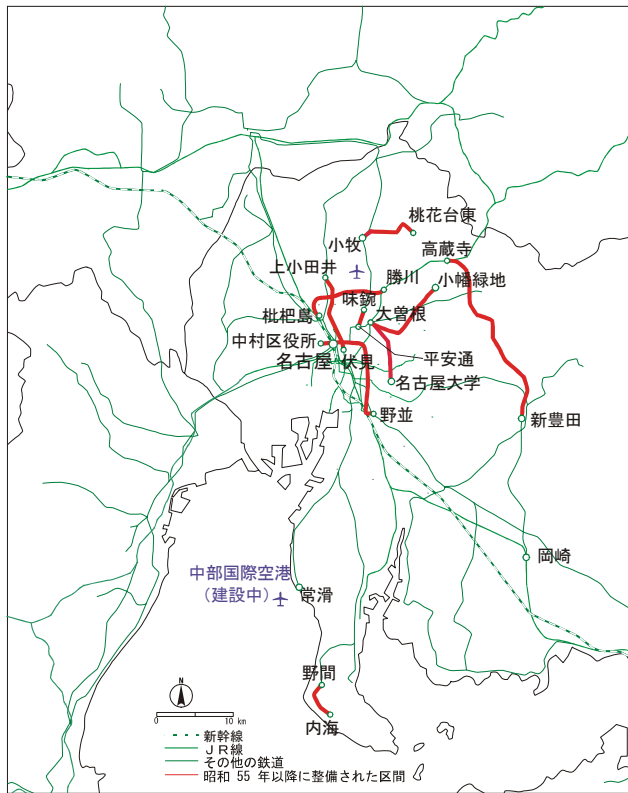 桃花台東
小牧
高蔵寺
上小田井
勝川
小幡緑地
味鋺
枇杷島
大曽根
中村区役所
名古屋
伏見
平安通
名古屋大学
野並
新豊田
岡崎
中部国際空港
(建設中)
常滑
野間
内海
N
0 10 km
新幹線
JR線
その他の鉄道
昭和 55 年以降に整備された区間